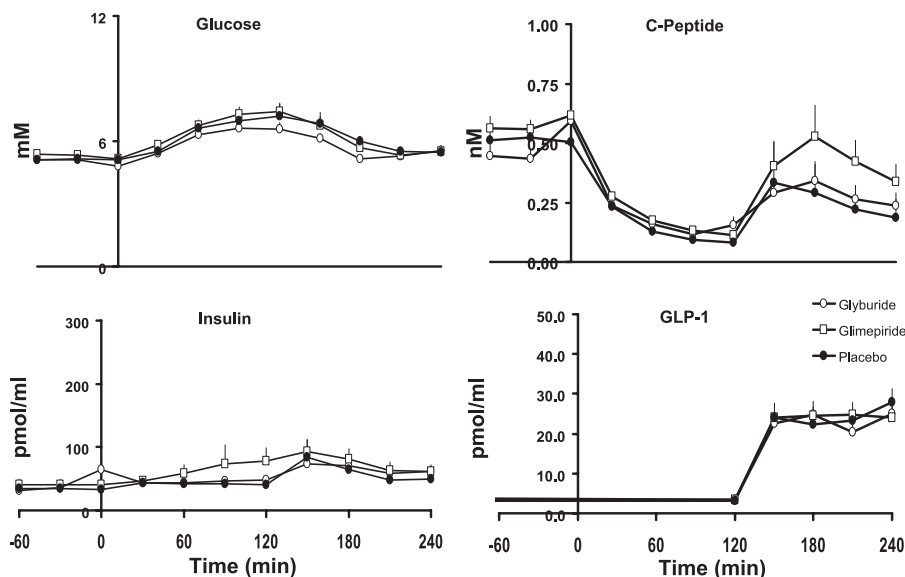 Glucose
12
6
0
mM
C-Peptide
1.00
0.75
0.50
0.25
0.00
nM
Insulin
300
200
100
0
pmol/ml
-60 0 60 120 180 240
Time (min)
GLP-1
50.0
40.0
30.0
20.0
10.0
0.0
pmol/ml
Glyburide
Glimepiride
Placebo
-60 0 60 120 180 240
Time (min)